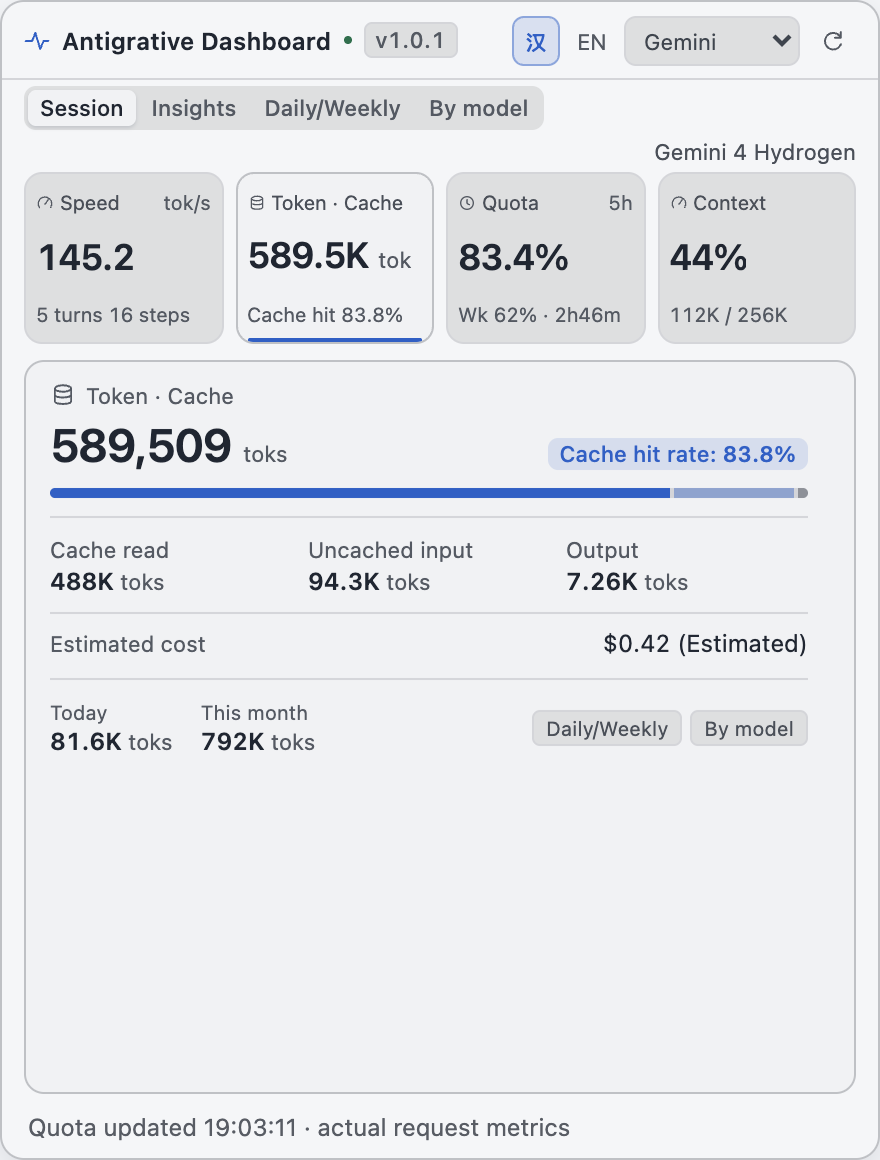 Antigrative Dashboard • v1.0.1 汉 EN Gemini
Session Insights Daily/Weekly By model
Gemini 4 Hydrogen
Speed tok/s
145.2
5 turns 16 steps
Token · Cache
589.5K tok
Cache hit 83.8%
Quota 5h
83.4%
Wk 62% · 2h46m
Context
44%
112K / 256K
Token · Cache
589,509 toks
Cache hit rate: 83.8%
Cache read
488K toks
Uncached input
94.3K toks
Output
7.26K toks
Estimated cost $0.42 (Estimated)
Today
81.6K toks
This month
792K toks
Daily/Weekly By model
Quota updated 19:03:11 · actual request metrics